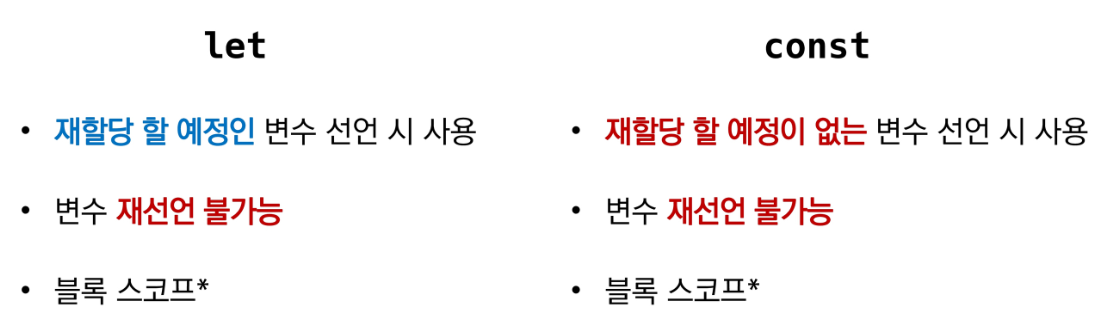 let
• 재할당 할 예정인 변수 선언 시 사용
• 변수 재선언 불가능
• 블록 스코프*
const
• 재할당 할 예정이 없는 변수 선언 시 사용
• 변수 재선언 불가능
• 블록 스코프*